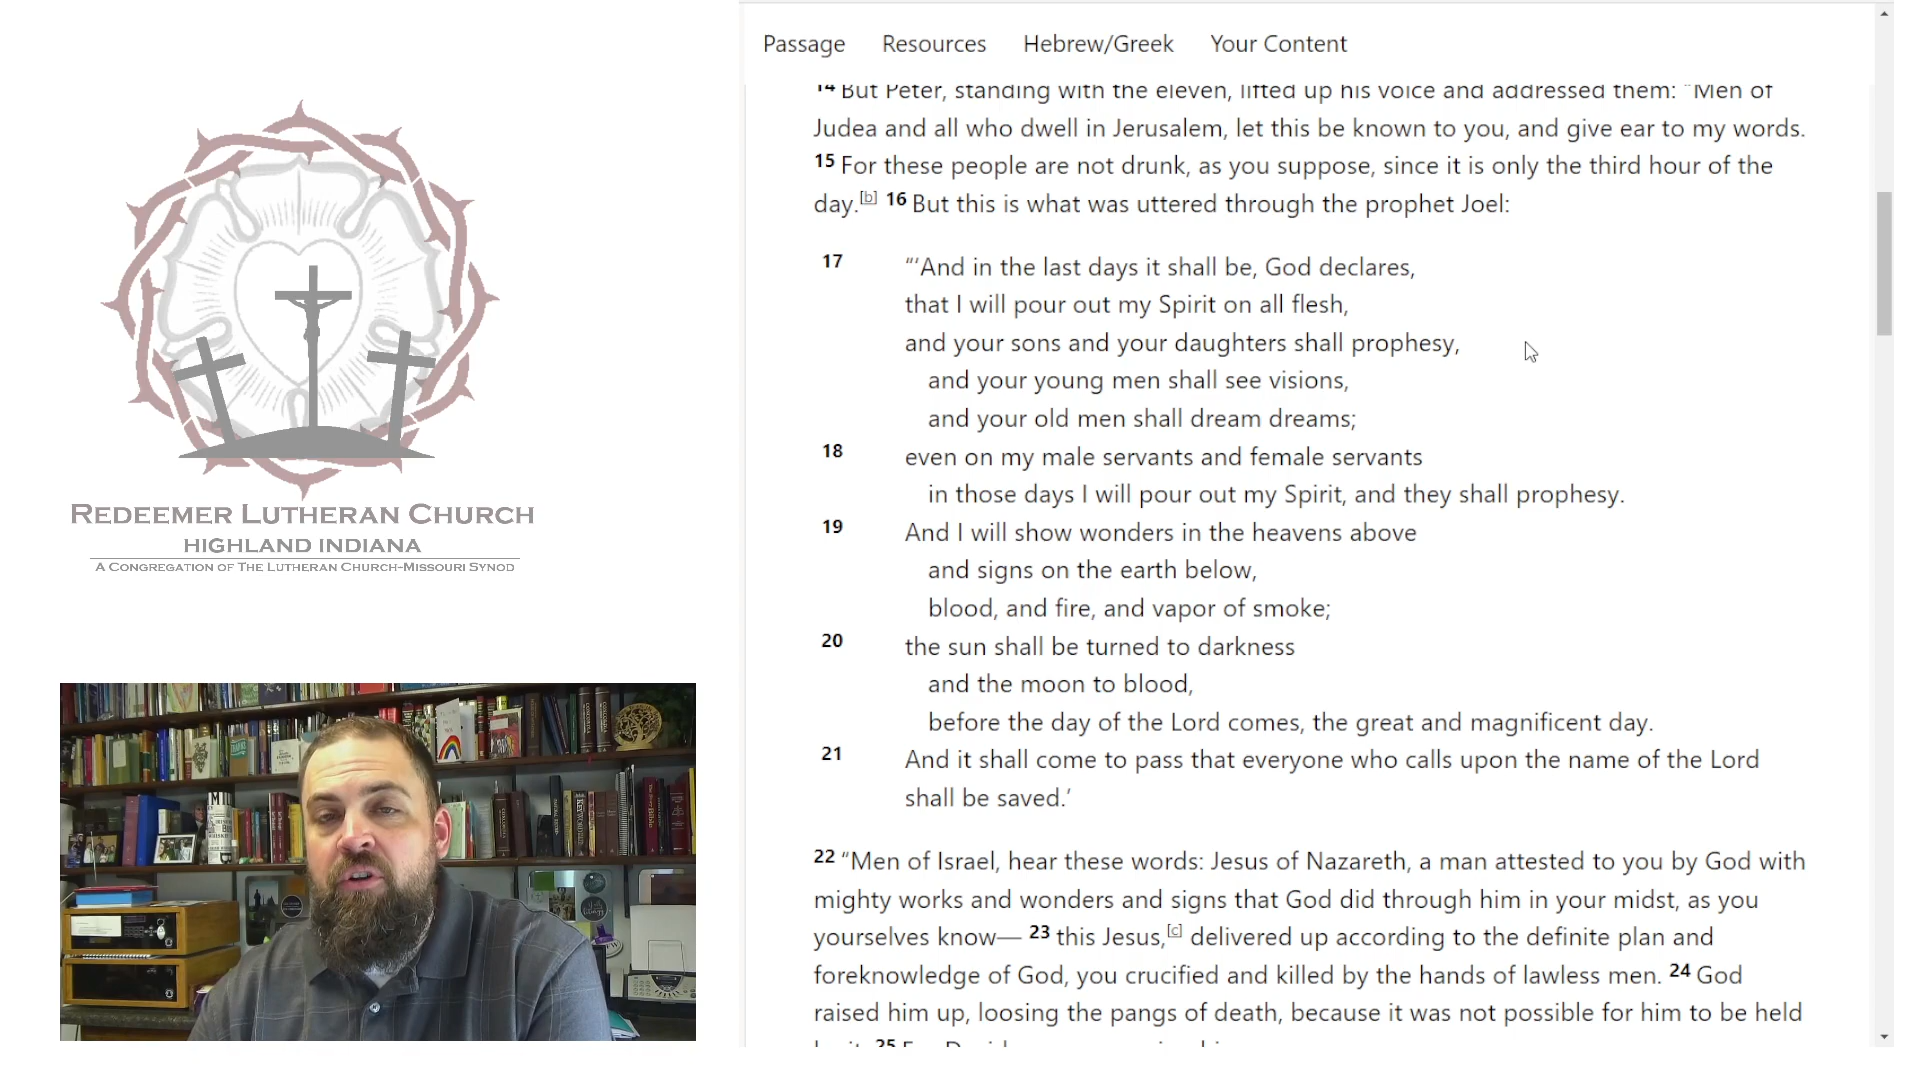 Passage Resources Hebrew/Greek Your Content
14 But Peter, standing with the eleven, lifted up his voice and addressed them: "Men of
Judea and all who dwell in Jerusalem, let this be known to you, and give ear to my words.
15 For these people are not drunk, as you suppose, since it is only the third hour of the
day.[b] 16 But this is what was uttered through the prophet Joel:
17 “‘And in the last days it shall be, God declares,
that I will pour out my Spirit on all flesh,
and your sons and your daughters shall prophesy,
and your young men shall see visions,
and your old men shall dream dreams;
18 even on my male servants and female servants
in those days I will pour out my Spirit, and they shall prophesy.
19 And I will show wonders in the heavens above
and signs on the earth below,
blood, and fire, and vapor of smoke;
20 the sun shall be turned to darkness
and the moon to blood,
before the day of the Lord comes, the great and magnificent day.
21 And it shall come to pass that everyone who calls upon the name of the Lord
shall be saved.’
22 “Men of Israel, hear these words: Jesus of Nazareth, a man attested to you by God with
mighty works and wonders and signs that God did through him in your midst, as you
yourselves know— 23 this Jesus,[c] delivered up according to the definite plan and
foreknowledge of God, you crucified and killed by the hands of lawless men. 24 God
raised him up, loosing the pangs of death, because it was not possible for him to be held
25
REDEEMER LUTHERAN CHURCH
HIGHLAND INDIANA
A CONGREGATION OF THE LUTHERAN CHURCH-MISSOURI SYNOD